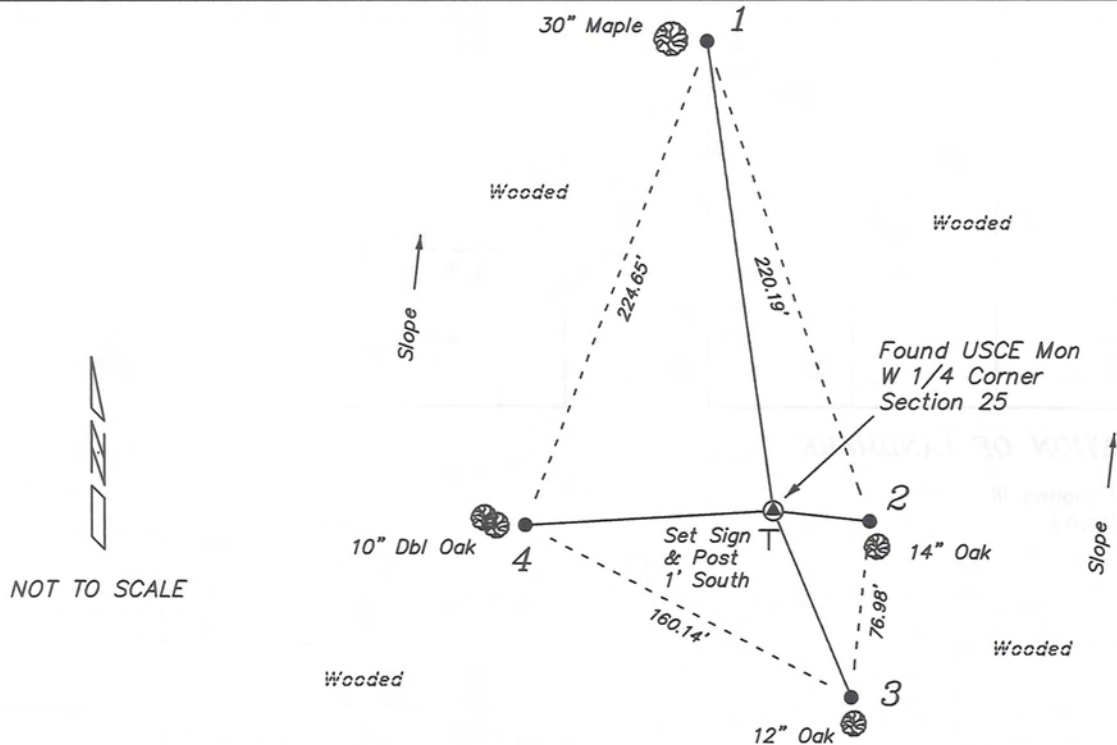 30" Maple
1
Wooded
Wooded
Slope
224.65'
220.19'
Found USCE Mon
W 1/4 Corner
Section 25
N
NOT TO SCALE
10" Dbl Oak
4
Set Sign
& Post
1' South
T
2
14" Oak
Slope
160.14'
76.98'
Wooded
Wooded
3
12" Oak